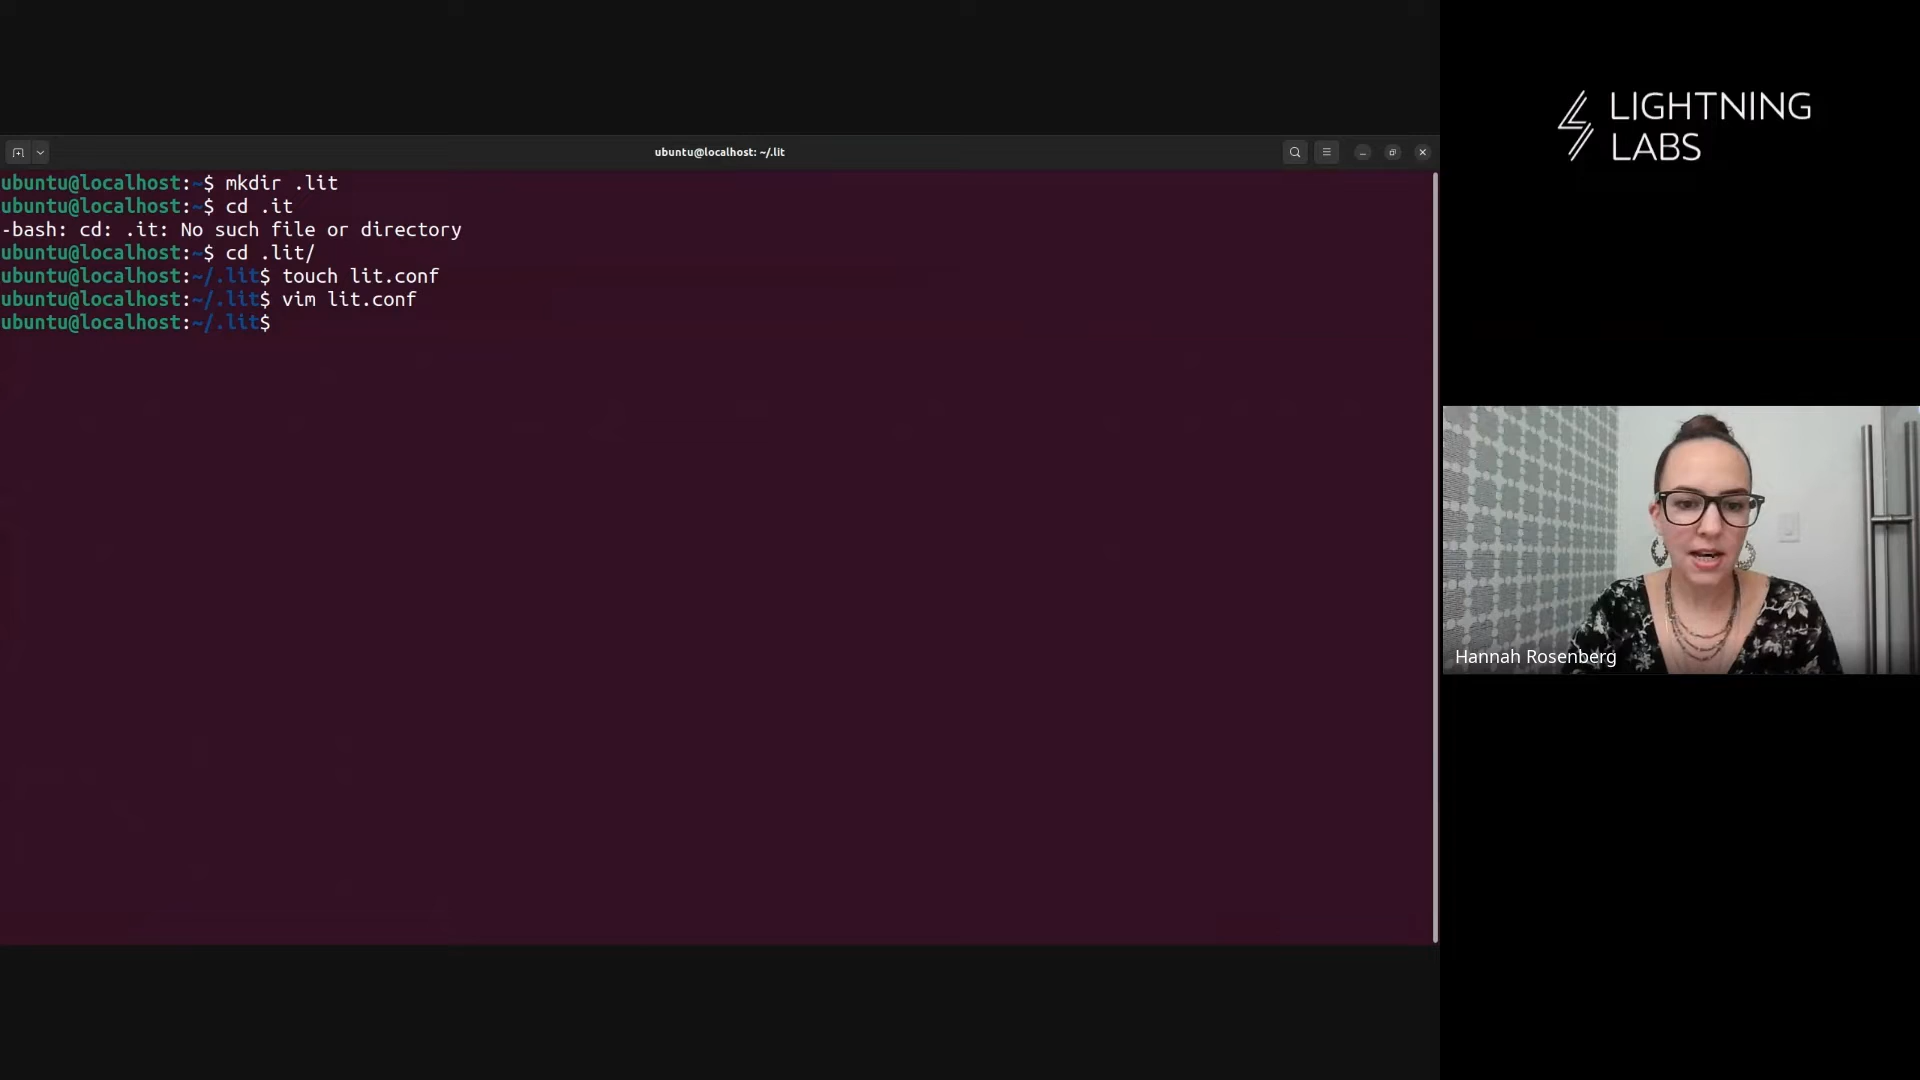 ubuntu@localhost: ~/.lit
ubuntu@localhost:~$ mkdir .lit
ubuntu@localhost:~$ cd .it
-bash: cd: .it: No such file or directory
ubuntu@localhost:~$ cd .lit/
ubuntu@localhost:~/.lit$ touch lit.conf
ubuntu@localhost:~/.lit$ vim lit.conf
ubuntu@localhost:~/.lit$
LIGHTNING
LABS
Hannah Rosenberg